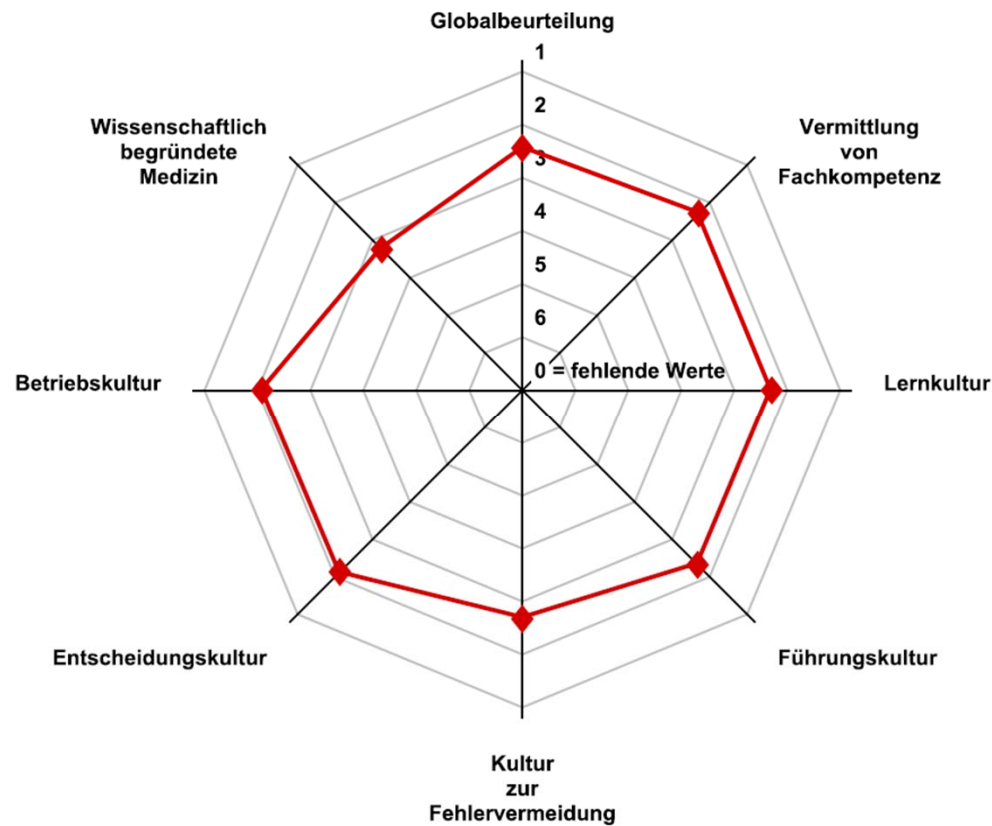 Globalbeurteilung
1
2
3
4
5
6
0 = fehlende Werte
Vermittlung
von
Fachkompetenz
Lernkultur
Führungskultur
Kultur
zur
Fehlervermeidung
Entscheidungskultur
Betriebskultur
Wissenschaftlich
begründete
Medizin